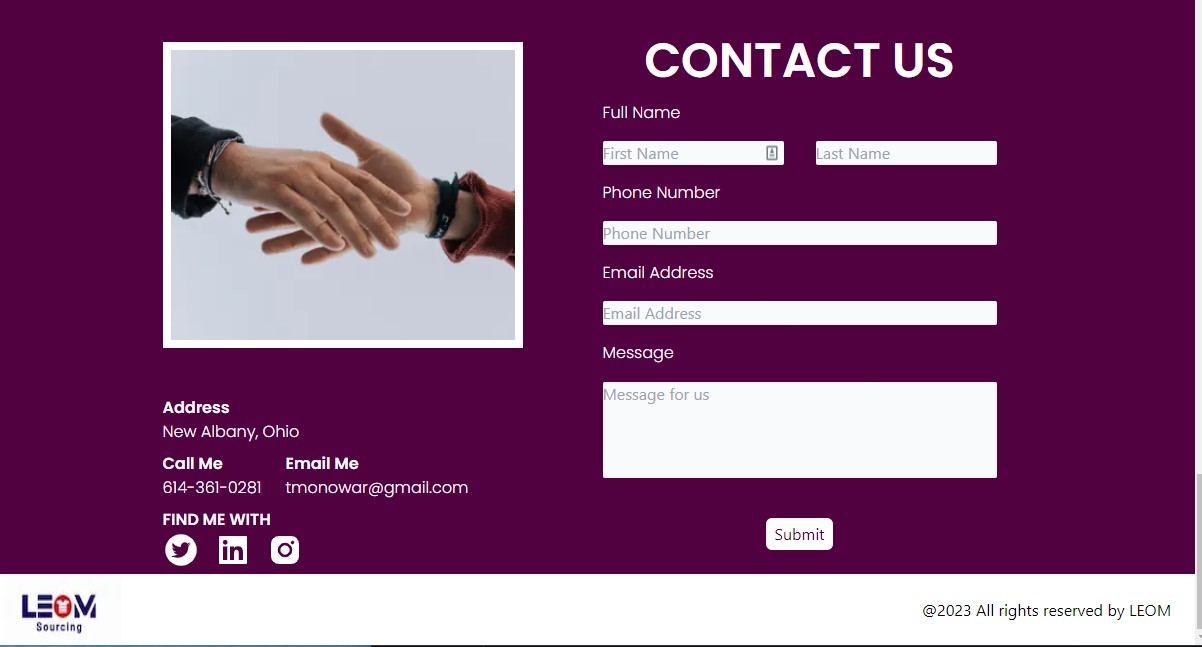 CONTACT US
Full Name
First Name Last Name
Phone Number
Phone Number
Email Address
Email Address
Message
Message for us
Submit
Address
New Albany, Ohio
Call Me Email Me
614-361-0281 tmonowar@gmail.com
FIND ME WITH
in
LEOM
Sourcing
@2023 All rights reserved by LEOM